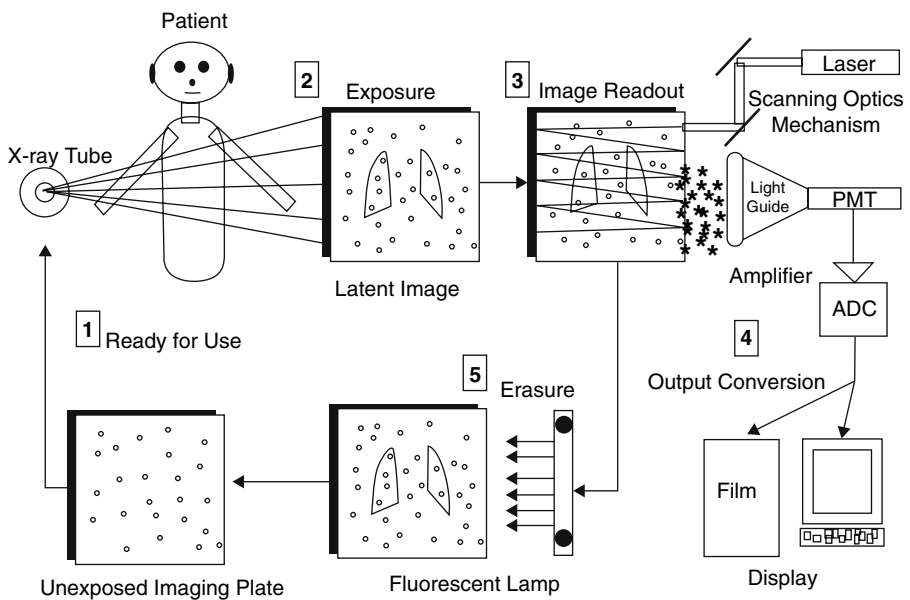 Patient
2
Exposure
3
Image Readout
Laser
Scanning Optics
Mechanism
X-ray Tube
Light
Guide
PMT
Latent Image
Amplifier
ADC
1
Ready for Use
4
Output Conversion
5
Erasure
Film
Unexposed Imaging Plate
Fluorescent Lamp
Display